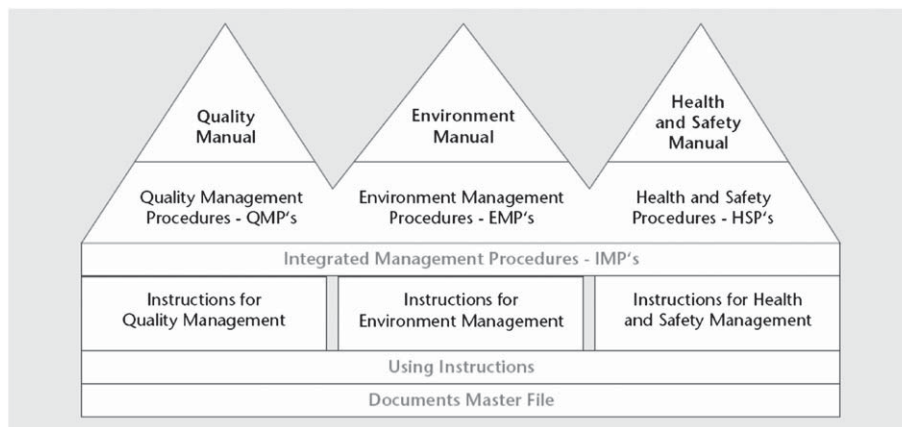 Quality
Manual
Environment
Manual
Health
and Safety
Manual
Quality Management
Procedures - QMP‘s
Environment Management
Procedures - EMP‘s
Health and Safety
Procedures - HSP‘s
Integrated Management Procedures - IMP‘s
Instructions for
Quality Management
Instructions for
Environment Management
Instructions for Health
and Safety Management
Using Instructions
Documents Master File